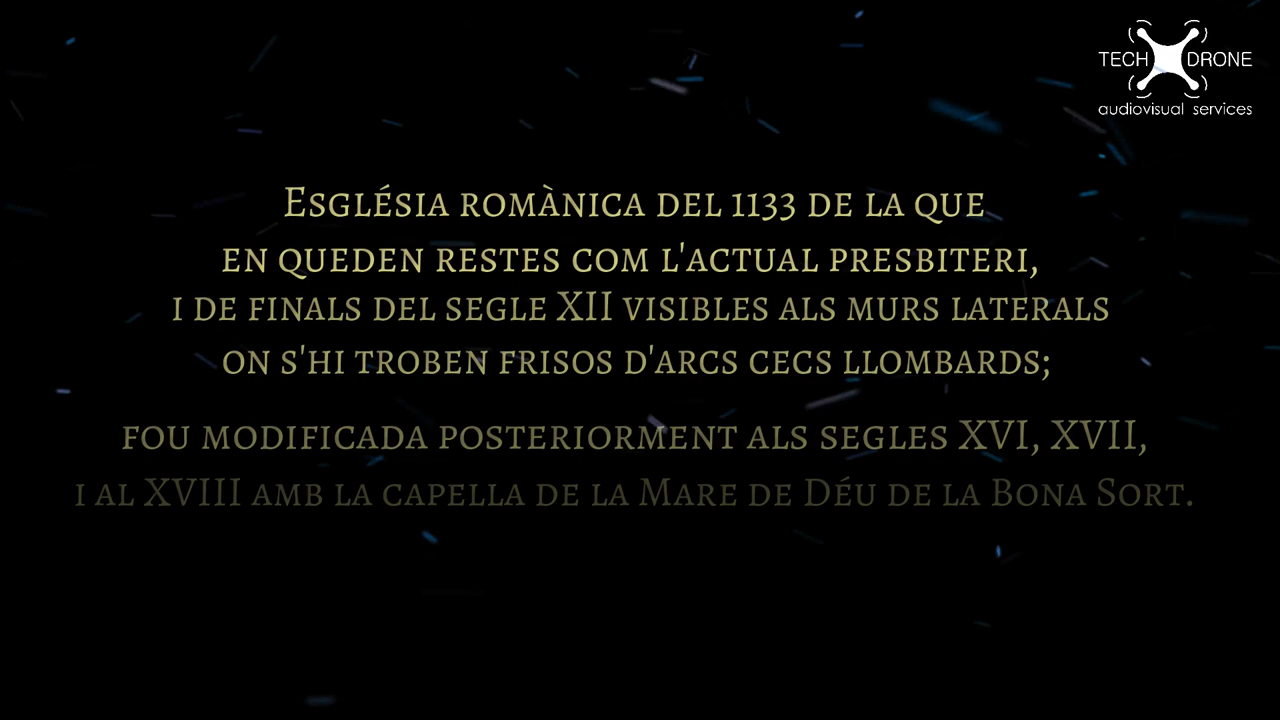 TECH DRONE
audiovisual services
Església romànica del 1133 de la que
en queden restes com l'actual presbiteri,
i de finals del segle XII visibles als murs laterals
on s'hi troben frisos d'arcs cecs llombards;
fou modificada posteriorment als segles XVI, XVII,
i al XVIII amb la capella de la Mare de Déu de la Bona Sort.